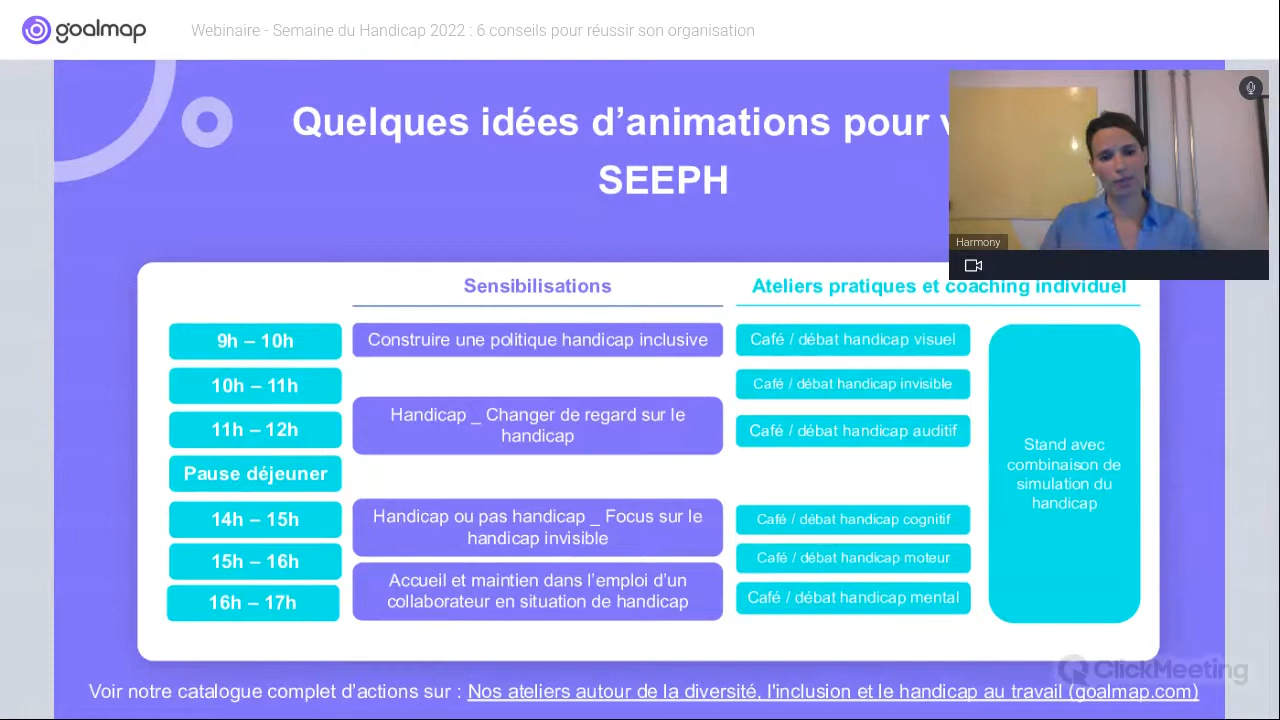 goalmap
Webinaire - Semaine du Handicap 2022 : 6 conseils pour réussir son organisation
Quelques idées d’animations pour
SEEPH
Harmony
Sensibilisations
Ateliers pratiques et coaching individuel
9h – 10h
Construire une politique handicap inclusive
Café / débat handicap visuel
10h – 11h
Café / débat handicap invisible
Handicap _ Changer de regard sur le
handicap
11h – 12h
Café / débat handicap auditif
Stand avec
combinaison de
simulation du
handicap
Pause déjeuner
14h – 15h
Handicap ou pas handicap _ Focus sur le
handicap invisible
Café / débat handicap cognitif
15h – 16h
Café / débat handicap moteur
Accueil et maintien dans l’emploi d’un
collaborateur en situation de handicap
16h – 17h
Café / débat handicap mental
ClickMeeting
Voir notre catalogue complet d’actions sur : Nos ateliers autour de la diversité, l'inclusion et le handicap au travail (goalmap.com)